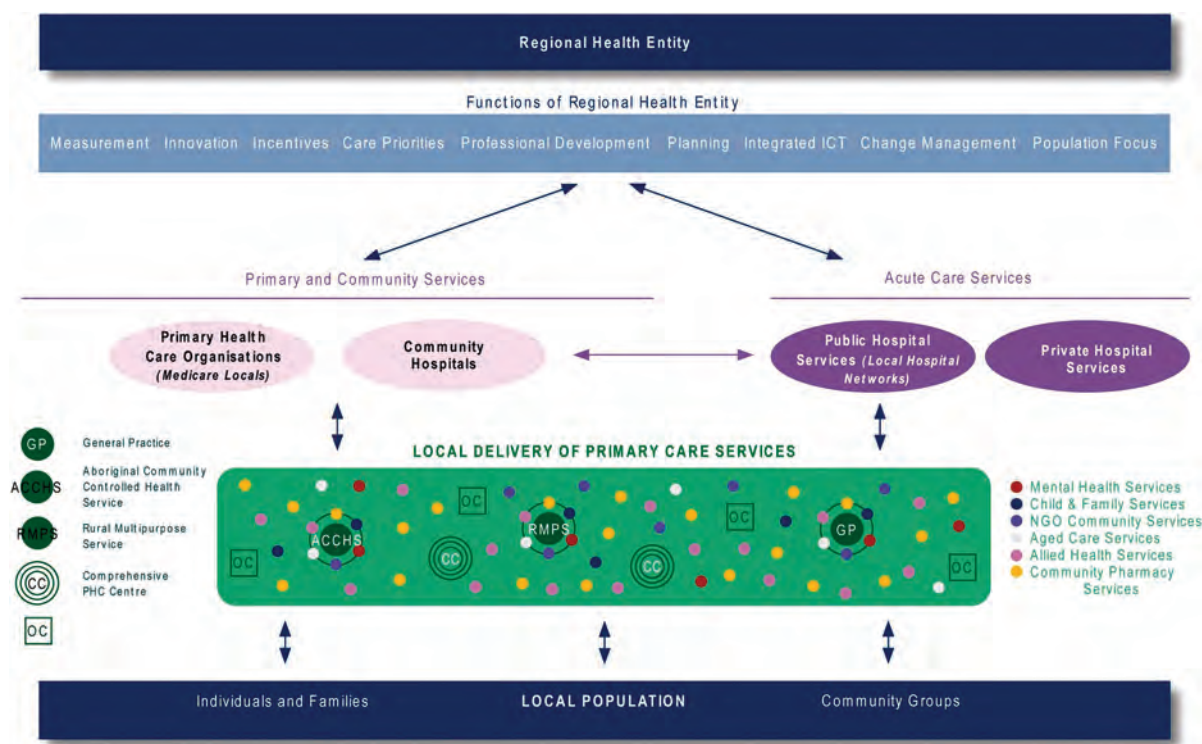 Regional Health Entity
Functions of Regional Health Entity
Measurement Innovation Incentives Care Priorities Professional Development Planning Integrated ICT Change Management Population Focus
Primary and Community Services
Acute Care Services
Primary Health
Care Organisations
(Medicare Locals)
Community
Hospitals
Public Hospital
Services (Local Hospital
Networks)
Private Hospital
Services
GP
General Practice
ACCHS
Aboriginal Community
Controlled Health
Service
RMPS
Rural Multipurpose
Service
CC
Comprehensive
PHC Centre
OC
LOCAL DELIVERY OF PRIMARY CARE SERVICES
OC
ACCHS
CC
OC
RMPS
CC
OC
GP
OC
Mental Health Services
Child & Family Services
NGO Community Services
Aged Care Services
Allied Health Services
Community Pharmacy
Services
Individuals and Families
LOCAL POPULATION
Community Groups